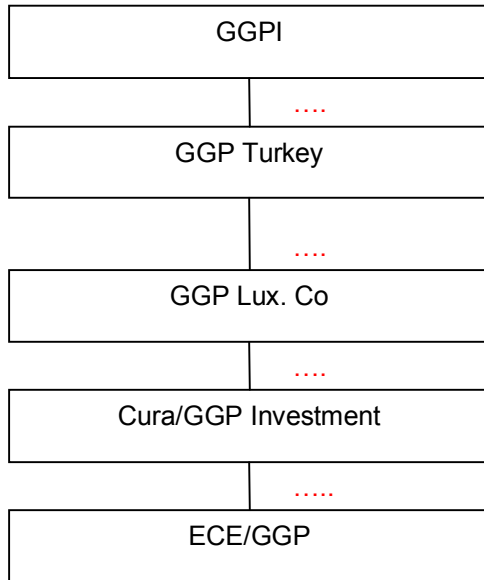 GGPI
....
GGP Turkey
....
GGP Lux. Co
....
Cura/GGP Investment
.....
ECE/GGP